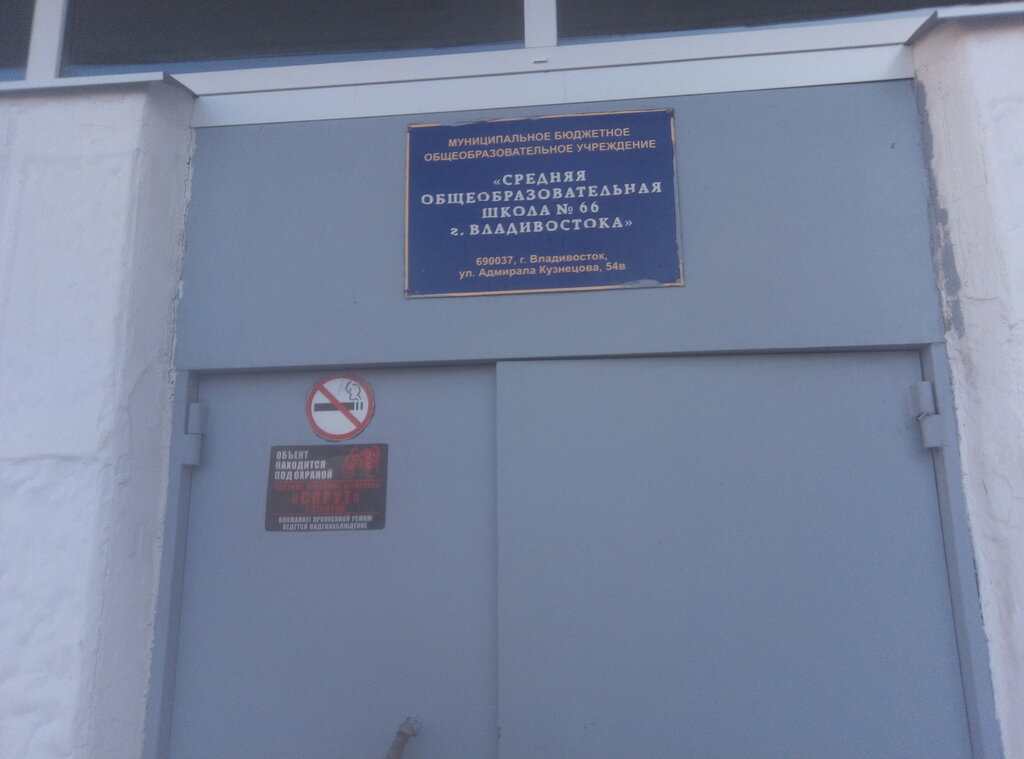 МУНИЦИПАЛЬНОЕ БЮДЖЕТНОЕ
ОБЩЕОБРАЗОВАТЕЛЬНОЕ УЧРЕЖДЕНИЕ
«СРЕДНЯЯ
ОБЩЕОБРАЗОВАТЕЛЬНАЯ
ШКОЛА № 66
г. ВЛАДИВОСТОКА»
690037, г. Владивосток,
ул. Адмирала Кузнецова, 54в
ОБЪЕКТ
НАХОДИТСЯ
ПОД ОХРАНОЙ
«СПРУТ»
ВНИМАНИЕ! ПРОПУСКНОЙ РЕЖИМ
ВЕДЕТСЯ ВИДЕОНАБЛЮДЕНИЕ